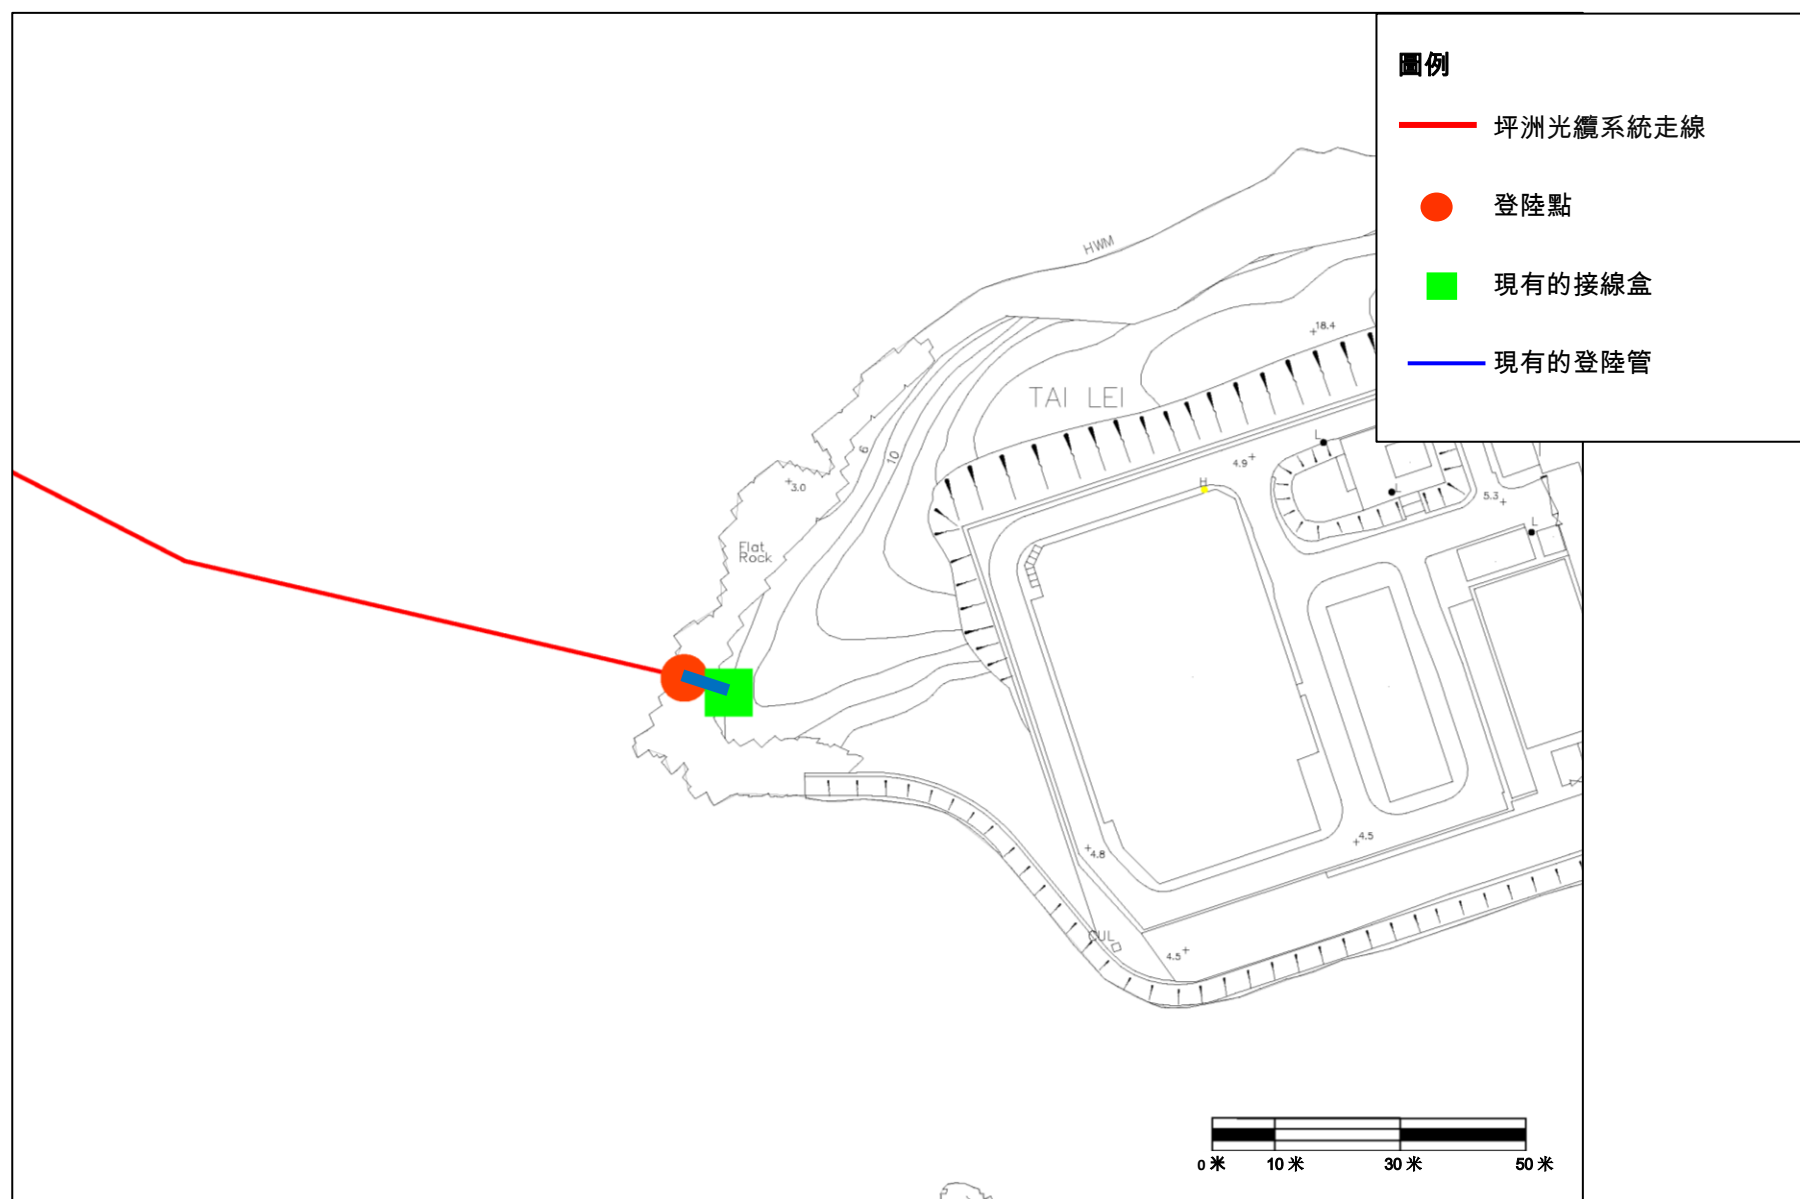 圖例
坪洲光纜系統走線
登陸點
現有的接線盒
現有的登陸管
HWM
18.4
TAI LEI
L
6
10
4.9
3.0
H
L
5.3
L
Flat
Rock
4.5
4.8
CUL
4.5
0 米 10 米 30 米 50 米